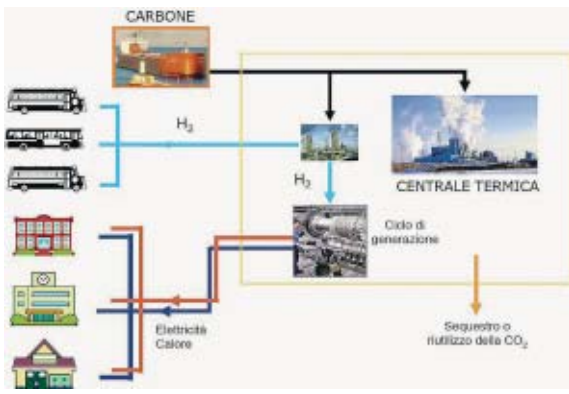 CARBONE
H₂
H₂
CENTRALE TERMICA
Ciclo di
generazione
Elettricità
Calore
Sequestro o
riutilizzo della CO₂